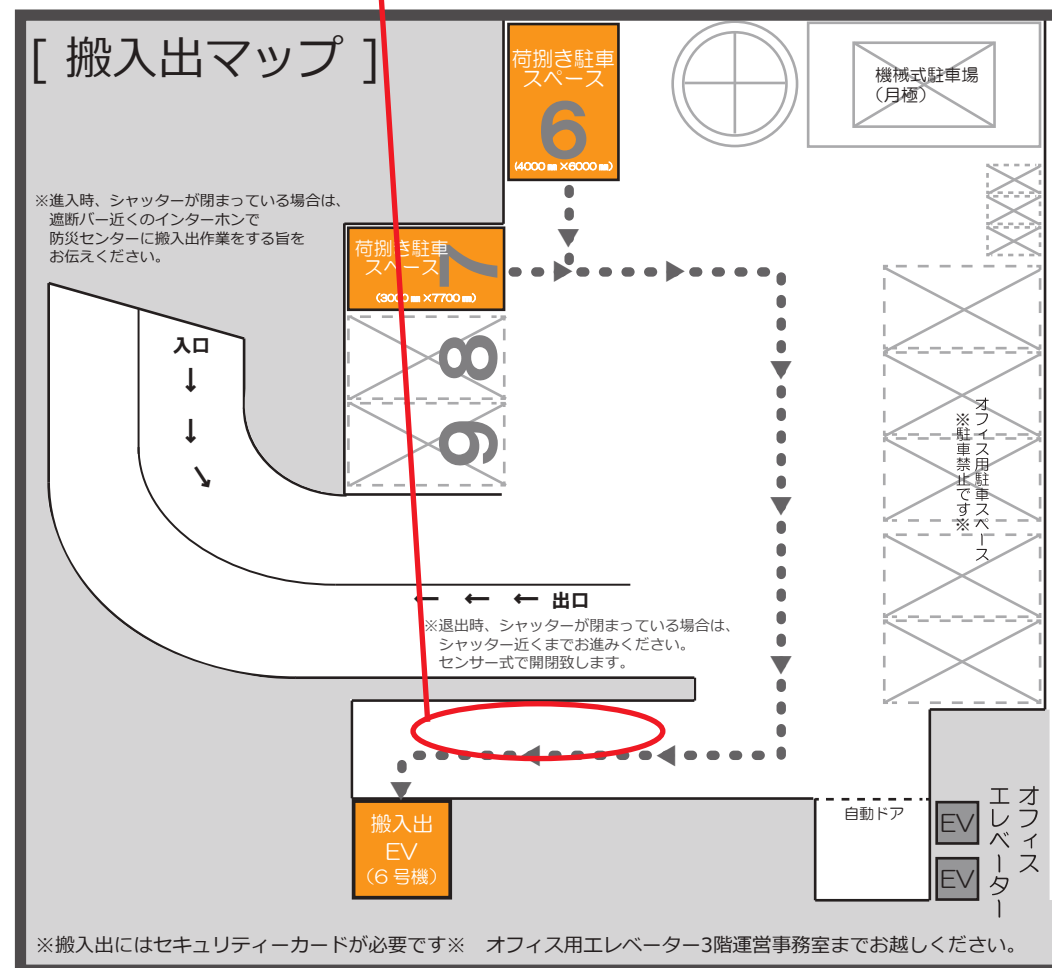 [ 搬入出マップ ]
荷捌き駐車
スペース
6
(4000㎜×6000㎜)
機械式駐車場
(月極)
※進入時、シャッターが閉まっている場合は、
遮断バー近くのインターホンで
防災センターに搬入出作業をする旨を
お伝えください。
荷捌き駐車
スペース
7
(3000㎜×7700㎜)
8
9
入口
↓
↓
↘
オフィス用駐車スペース
※駐車禁止です※
← ← ← 出口
※退出時、シャッターが閉まっている場合は、
シャッター近くまでお進みください。
センサー式で開閉致します。
搬入出
EV
(6 号機)
自動ドア
EV
EV
オフィス
エレベーター
※搬入出にはセキュリティーカードが必要です※　オフィス用エレベーター3階運営事務室までお越しください。